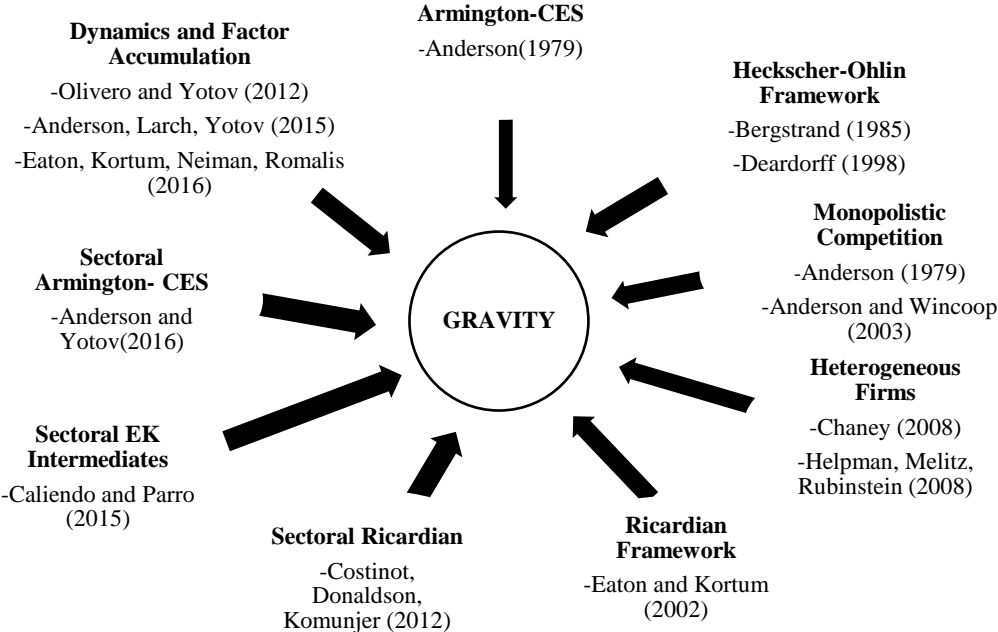 Armington-CES
-Anderson(1979)
Heckscher-Ohlin
Framework
-Bergstrand (1985)
-Deardorff (1998)
Monopolistic
Competition
-Anderson (1979)
-Anderson and Wincoop
(2003)
Heterogeneous
Firms
-Chaney (2008)
-Helpman, Melitz,
Rubinstein (2008)
Ricardian
Framework
-Eaton and Kortum
(2002)
Sectoral Ricardian
-Costinot,
Donaldson,
Komunjer (2012)
Sectoral EK
Intermediates
-Caliendo and Parro
(2015)
Sectoral
Armington- CES
-Anderson and
Yotov(2016)
Dynamics and Factor
Accumulation
-Olivero and Yotov (2012)
-Anderson, Larch, Yotov (2015)
-Eaton, Kortum, Neiman, Romalis
(2016)
GRAVITY